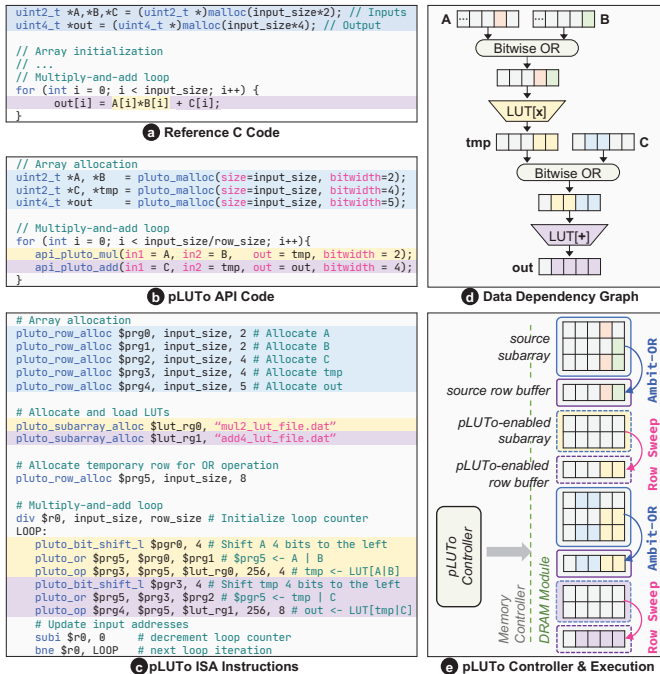 uint2_t *A,*B,*C = (uint2_t *)malloc(input_size*2); // Inputs
uint4_t *out = (uint4_t *)malloc(input_size*4); // Output
// Array initialization
// ...
// Multiply-and-add loop
for (int i = 0; i < input_size; i++) {
out[i] = A[i]*B[i] + C[i];
}
a Reference C Code
// Array allocation
uint2_t *A, *B = pluto_malloc(size=input_size, bitwidth=2);
uint2_t *C, *tmp = pluto_malloc(size=input_size, bitwidth=4);
uint4_t *out = pluto_malloc(size=input_size, bitwidth=5);
// Multiply-and-add loop
for (int i = 0; i < input_size/row_size; i++){
api_pluto_mul(in1 = A, in2 = B, out = tmp, bitwidth = 2);
api_pluto_add(in1 = C, in2 = tmp, out = out, bitwidth = 4);
}
b pLUTo API Code
# Array allocation
pluto_row_alloc $prg0, input_size, 2 # Allocate A
pluto_row_alloc $prg1, input_size, 2 # Allocate B
pluto_row_alloc $prg2, input_size, 4 # Allocate C
pluto_row_alloc $prg3, input_size, 4 # Allocate tmp
pluto_row_alloc $prg4, input_size, 5 # Allocate out
# Allocate and load LUTs
pluto_subarray_alloc $lut_rg0, "mul2_lut_file.dat"
pluto_subarray_alloc $lut_rg1, "add4_lut_file.dat"
# Allocate temporary row for OR operation
pluto_row_alloc $prg5, input_size, 8
# Multiply-and-add loop
div $r0, input_size, row_size # Initialize loop counter
LOOP:
pluto_bit_shift_l $pgr0, 4 # Shift A 4 bits to the left
pluto_or $prg5, $prg0, $prg1 # $prg5 <- A | B
pluto_op $prg3, $prg5, $lut_rg0, 256, 4 # tmp <- LUT[A|B]
pluto_bit_shift_l $pgr3, 4 # Shift tmp 4 bits to the left
pluto_or $prg5, $prg3, $prg2 # $pgr5 <- tmp | C
pluto_op $prg4, $prg5, $lut_rg1, 256, 8 # out <- LUT[tmp|C]
# Update input addresses
subi $r0, 0 # decrement loop counter
bne $r0, LOOP # next loop iteration
c pLUTo ISA Instructions
A ... ... B
Bitwise OR
LUT[x]
tmp C
Bitwise OR
LUT[+]
out
d Data Dependency Graph
source
subarray
source row buffer
pLUTo-enabled
subarray
pLUTo-enabled
row buffer
Ambit-OR
Row Sweep
Ambit-OR
Row Sweep
pLUTo
Controller
Memory
Controller
DRAM Module
e pLUTo Controller & Execution